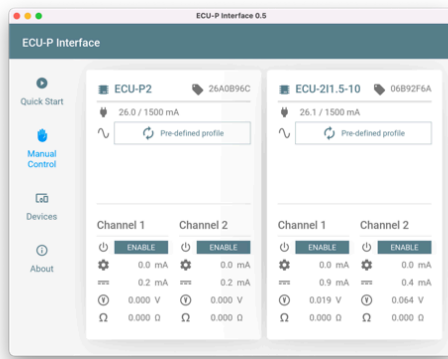 ECU-P Interface 0.5
ECU-P Interface
Quick Start
Manual
Control
Devices
About
ECU-P2 26A0B96C
26.0 / 1500 mA
Pre-defined profile
Channel 1 Channel 2
ENABLE ENABLE
0.0 mA 0.0 mA
0.2 mA 0.2 mA
0.000 V 0.000 V
Ω 0.000 Ω Ω 0.000 Ω
ECU-2I1.5-10 06B92F6A
26.1 / 1500 mA
Pre-defined profile
Channel 1 Channel 2
ENABLE ENABLE
0.0 mA 0.0 mA
0.9 mA 0.4 mA
0.019 V 0.064 V
Ω 0.000 Ω Ω 0.000 Ω